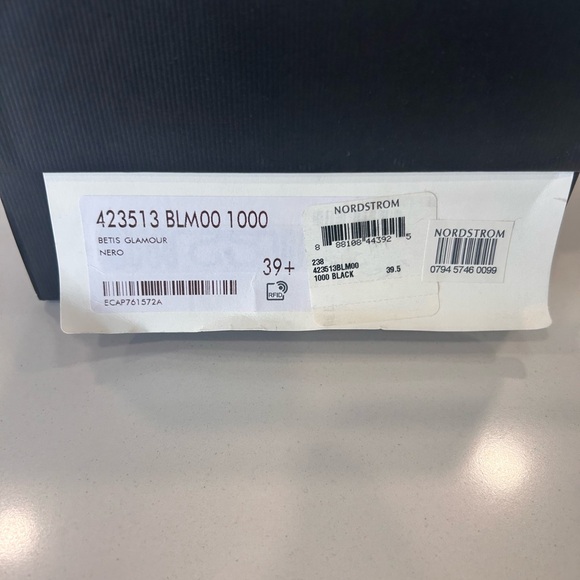 423513 BLM00 1000
BETIS GLAMOUR
NERO
39+
ECAP761572A
RFID
NORDSTROM
8 88108 44392 5
238
423513BLM00
1000 BLACK 39.5
NORDSTROM
0794 5746 0099